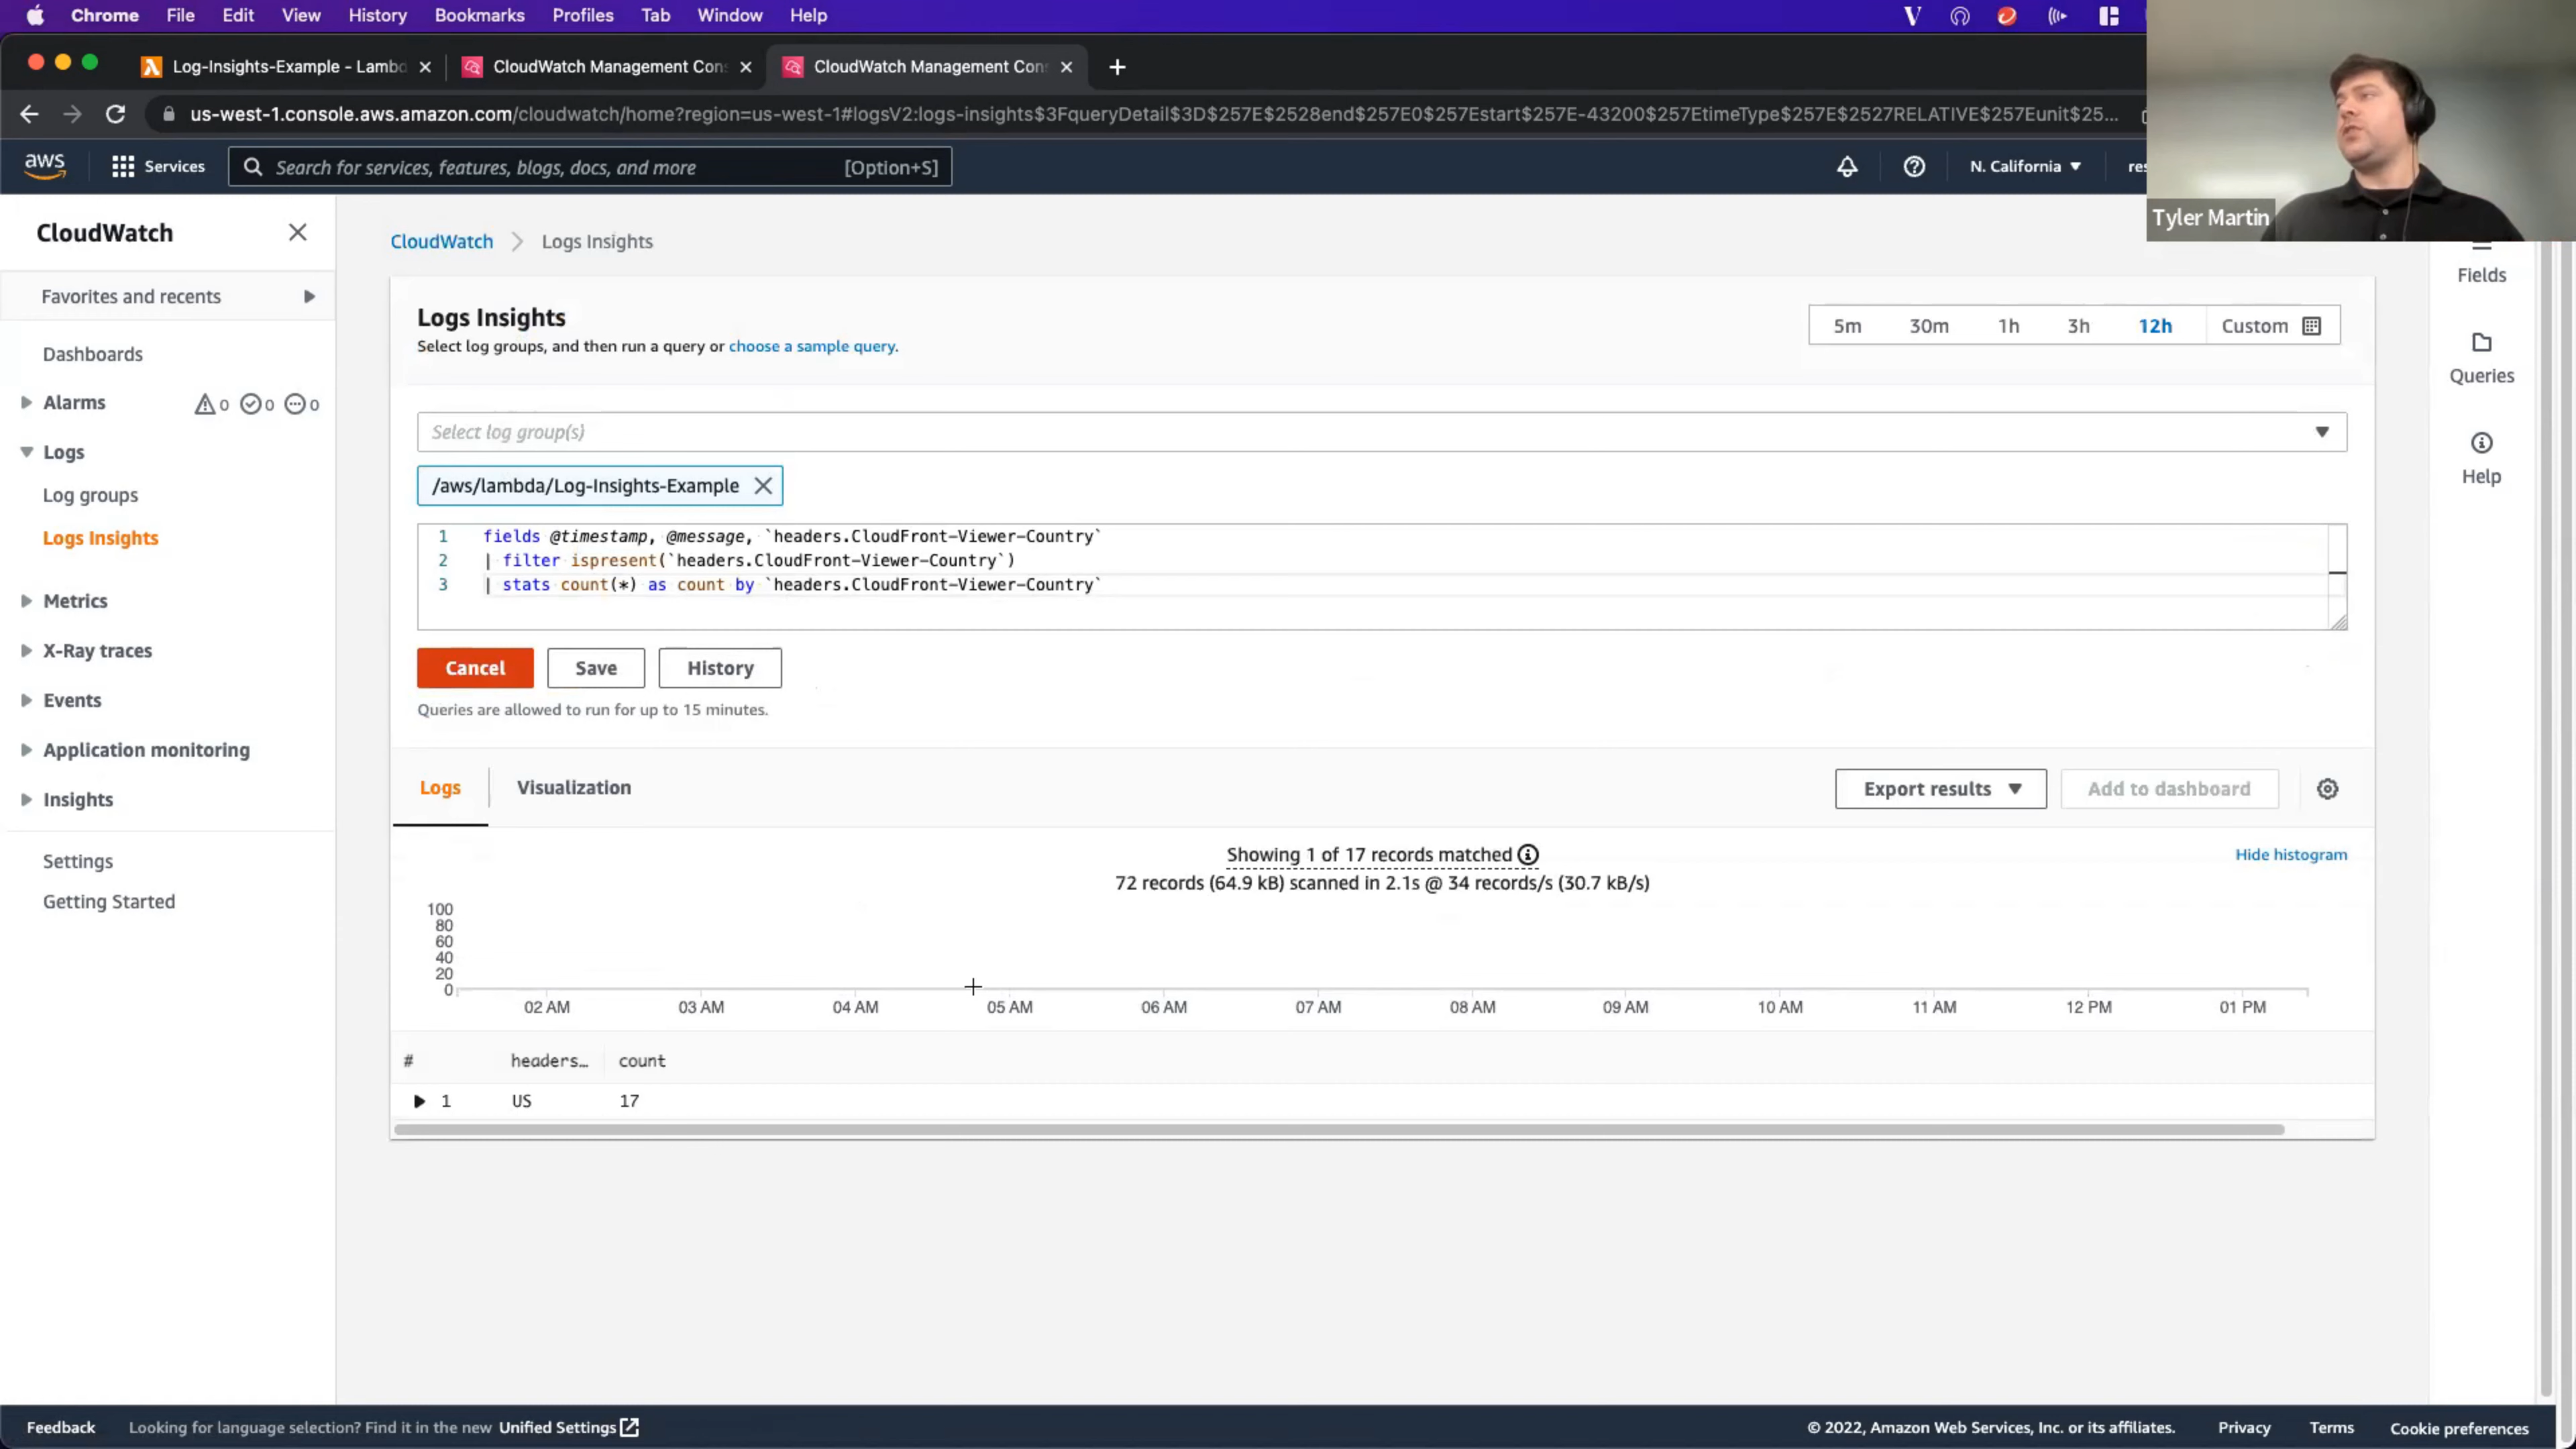 Chrome File Edit View History Bookmarks Profiles Tab Window Help
Log-Insights-Example - Lambd CloudWatch Management Con CloudWatch Management Con
us-west-1.console.aws.amazon.com/cloudwatch/home?region=us-west-1#logsV2:logs-insights$3FqueryDetail$3D$257E$2528end$257E0$257Estart$257E-43200$257EtimeType$257E$2527RELATIVE$257Eunit$25...
aws Services Search for services, features, blogs, docs, and more [Option+S] N. California res
Tyler Martin
CloudWatch
Favorites and recents
Dashboards
Alarms 0 0 0
Logs
Log groups
Logs Insights
Metrics
X-Ray traces
Events
Application monitoring
Insights
Settings
Getting Started
CloudWatch Logs Insights
Logs Insights
Select log groups, and then run a query or choose a sample query.
5m 30m 1h 3h 12h Custom
Select log group(s)
/aws/lambda/Log-Insights-Example
1 fields @timestamp, @message, `headers.CloudFront-Viewer-Country`
2 | filter ispresent(`headers.CloudFront-Viewer-Country`)
3 | stats count(*) as count by `headers.CloudFront-Viewer-Country`
Cancel Save History
Queries are allowed to run for up to 15 minutes.
Logs Visualization Export results Add to dashboard
Showing 1 of 17 records matched
72 records (64.9 kB) scanned in 2.1s @ 34 records/s (30.7 kB/s)
Hide histogram
100
80
60
40
20
0
02 AM 03 AM 04 AM 05 AM 06 AM 07 AM 08 AM 09 AM 10 AM 11 AM 12 PM 01 PM
# headers... count
1 US 17
Fields
Queries
Help
Feedback Looking for language selection? Find it in the new Unified Settings © 2022, Amazon Web Services, Inc. or its affiliates. Privacy Terms Cookie preferences